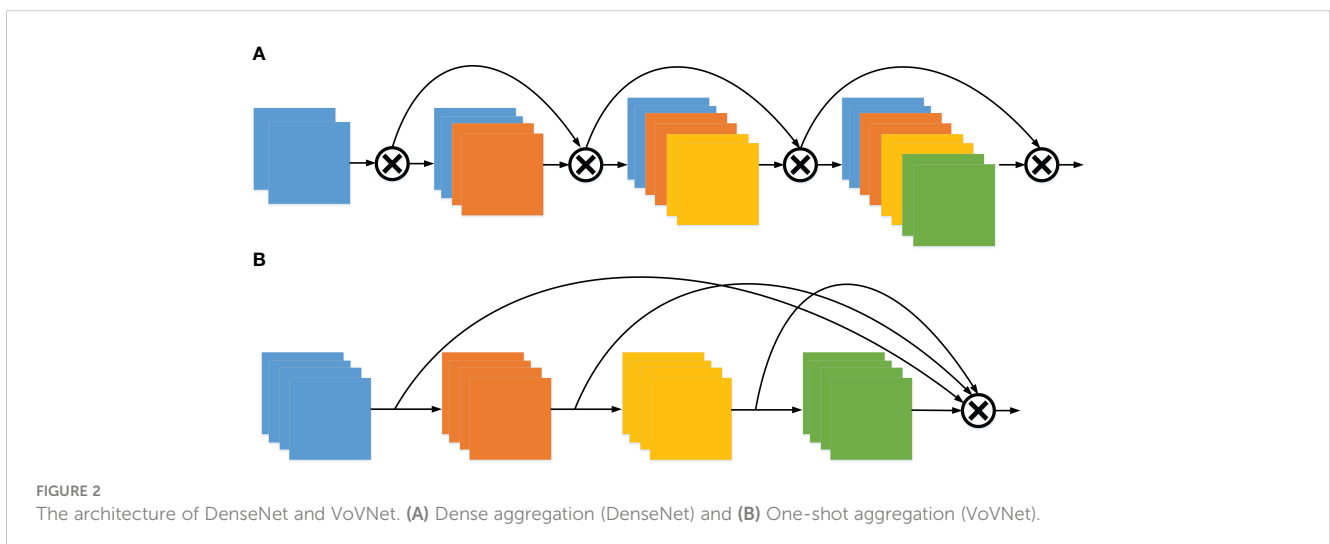 A
B
FIGURE 2
The architecture of DenseNet and VoVNet. (A) Dense aggregation (DenseNet) and (B) One-shot aggregation (VoVNet).